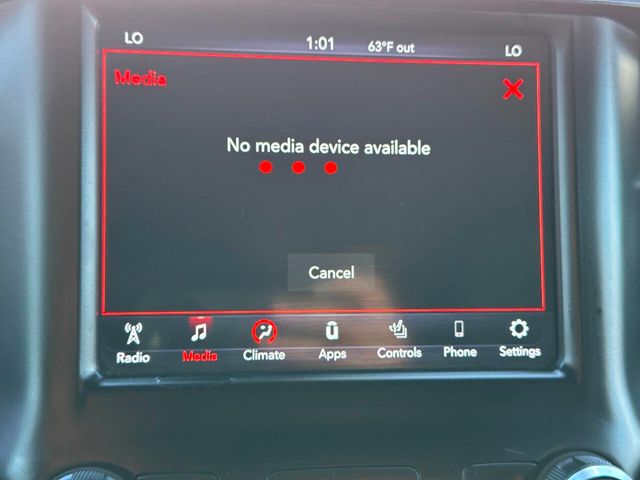 LO 1:01 63°F out LO
Media
No media device available
Cancel
Radio Media Climate Apps Controls Phone Settings